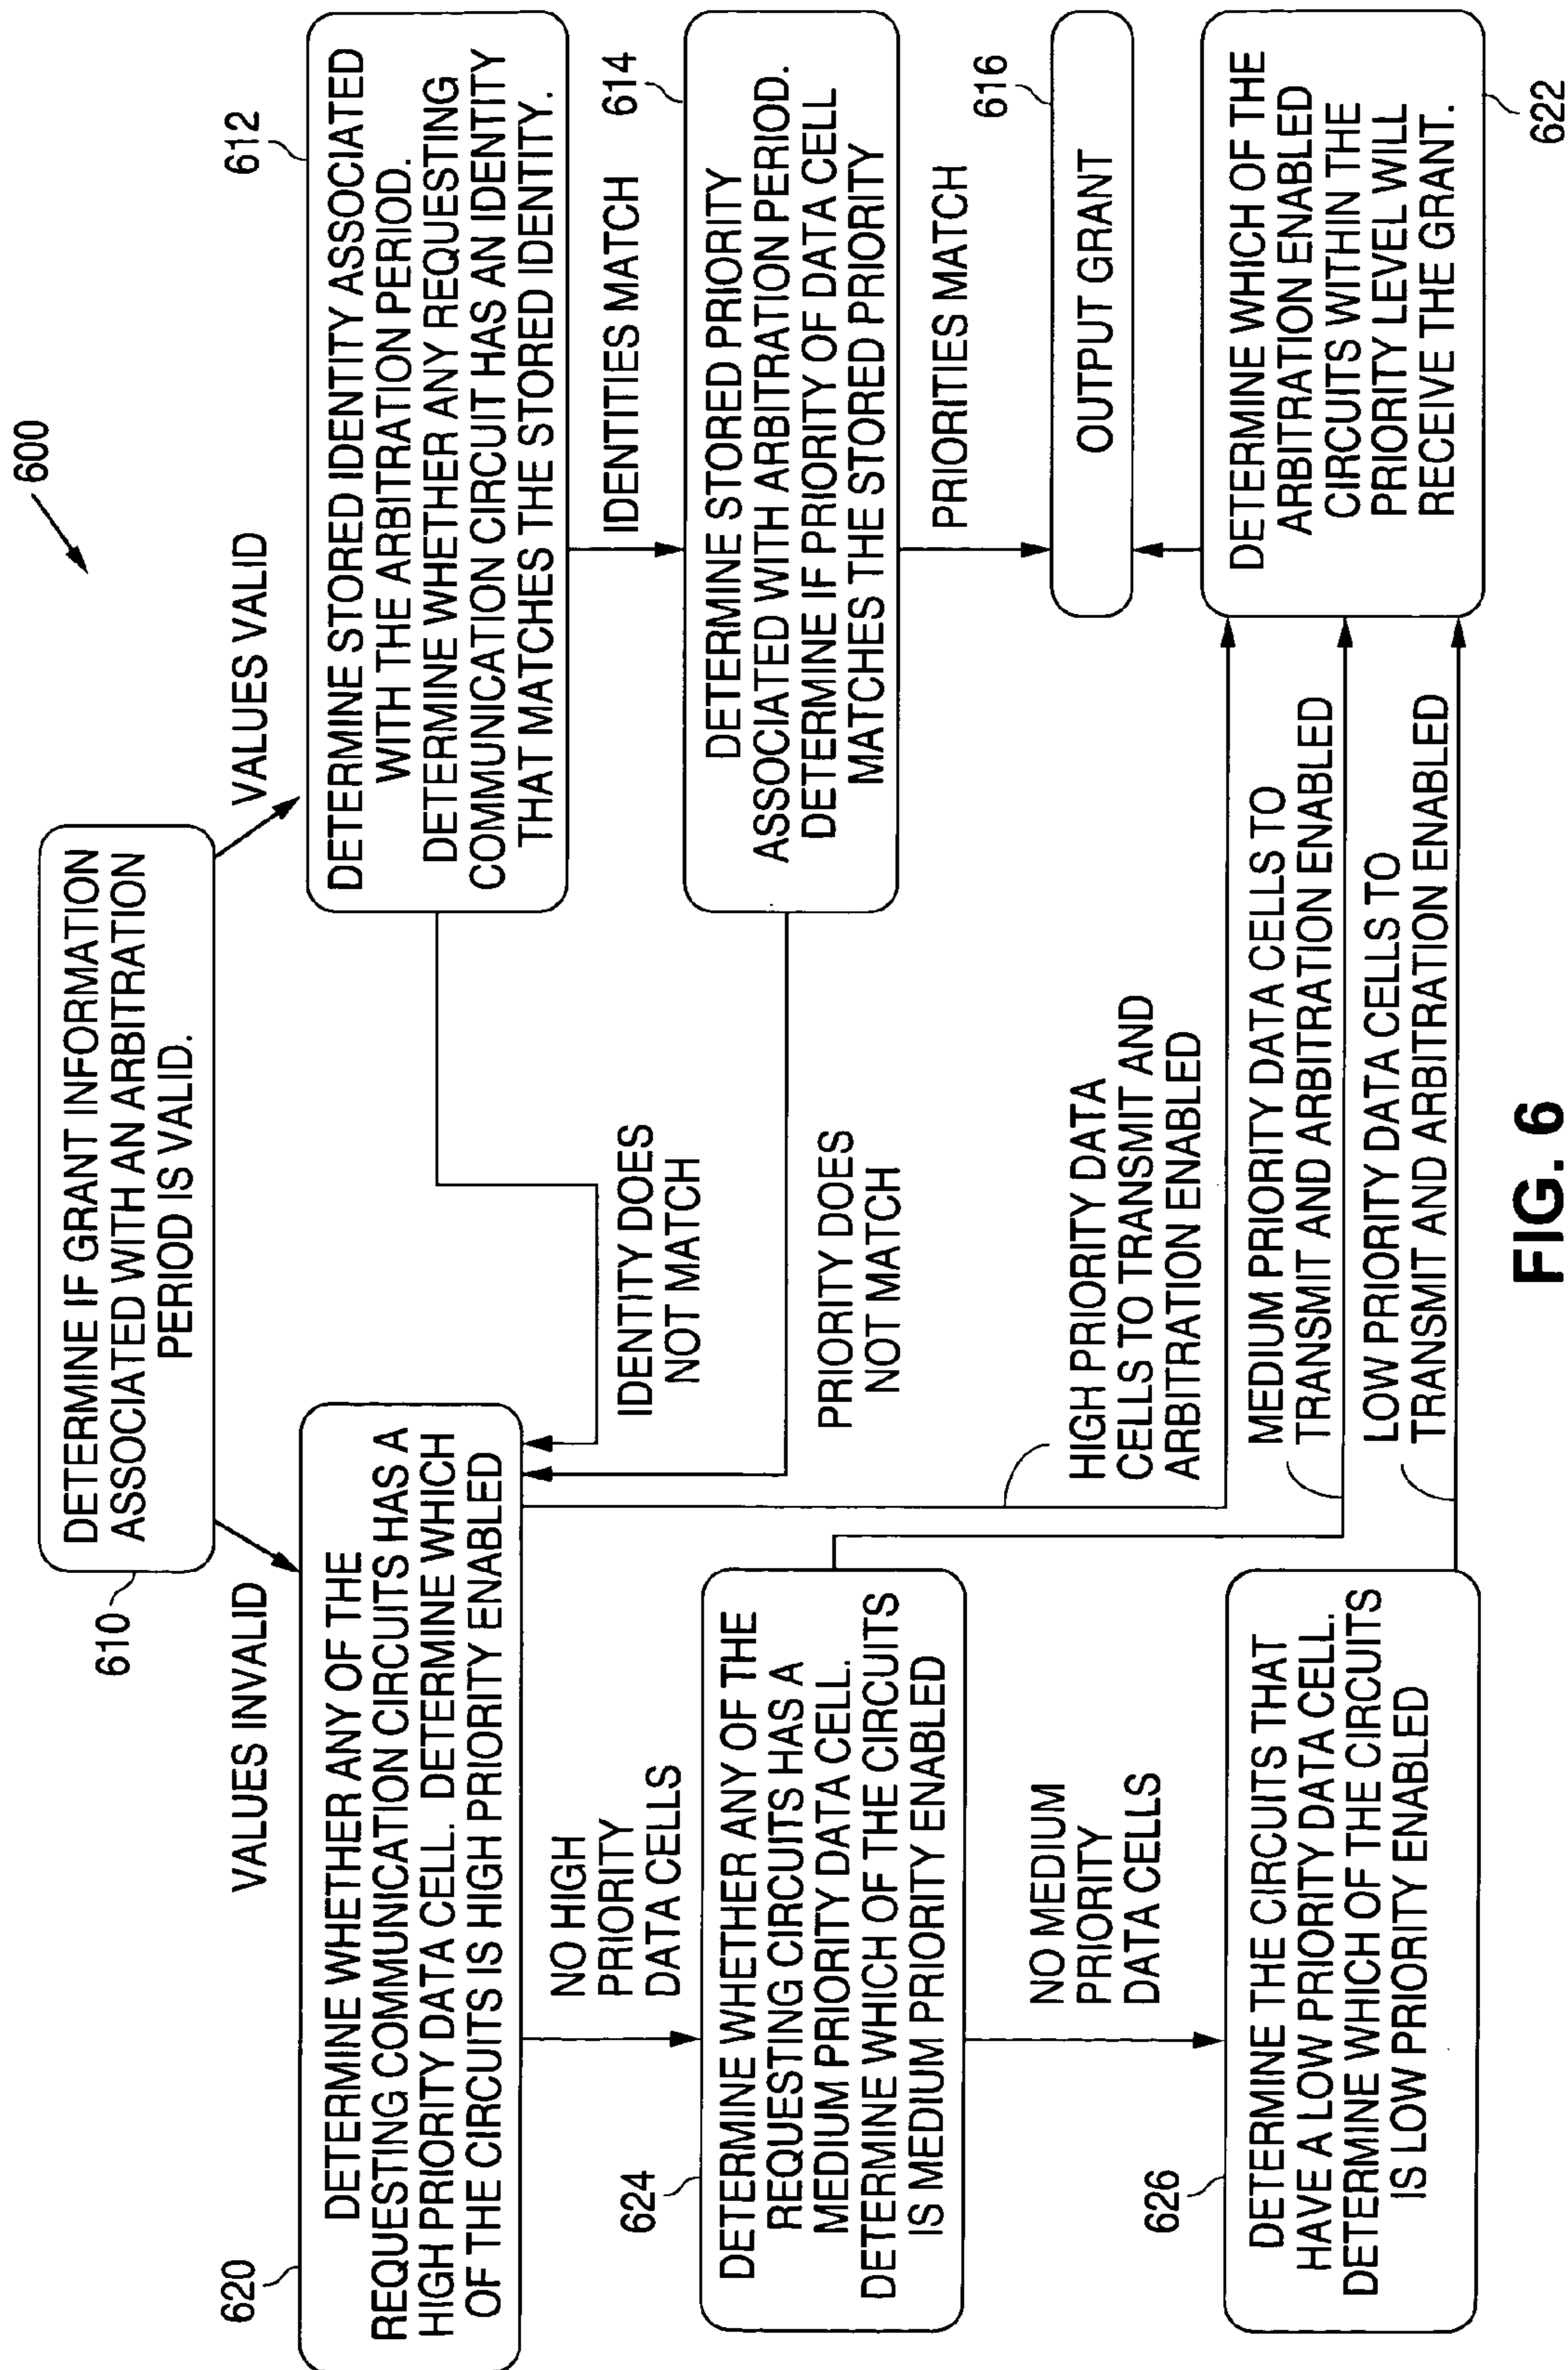 600
610
DETERMINE IF GRANT INFORMATION
ASSOCIATED WITH AN ARBITRATION
PERIOD IS VALID.
VALUES INVALID
VALUES VALID
620
DETERMINE WHETHER ANY OF THE
REQUESTING COMMUNICATION CIRCUITS HAS A
HIGH PRIORITY DATA CELL. DETERMINE WHICH
OF THE CIRCUITS IS HIGH PRIORITY ENABLED
612
DETERMINE STORED IDENTITY ASSOCIATED
WITH THE ARBITRATION PERIOD.
DETERMINE WHETHER ANY REQUESTING
COMMUNICATION CIRCUIT HAS AN IDENTITY
THAT MATCHES THE STORED IDENTITY.
IDENTITY DOES
NOT MATCH
IDENTITIES MATCH
614
DETERMINE STORED PRIORITY
ASSOCIATED WITH ARBITRATION PERIOD.
DETERMINE IF PRIORITY OF DATA CELL
MATCHES THE STORED PRIORITY
PRIORITY DOES
NOT MATCH
PRIORITIES MATCH
616
OUTPUT GRANT
NO HIGH
PRIORITY
DATA CELLS
624
DETERMINE WHETHER ANY OF THE
REQUESTING CIRCUITS HAS A
MEDIUM PRIORITY DATA CELL.
DETERMINE WHICH OF THE CIRCUITS
IS MEDIUM PRIORITY ENABLED
NO MEDIUM
PRIORITY
DATA CELLS
HIGH PRIORITY DATA
CELLS TO TRANSMIT AND
ARBITRATION ENABLED
MEDIUM PRIORITY DATA CELLS TO
TRANSMIT AND ARBITRATION ENABLED
LOW PRIORITY DATA CELLS TO
TRANSMIT AND ARBITRATION ENABLED
626
DETERMINE THE CIRCUITS THAT
HAVE A LOW PRIORITY DATA CELL.
DETERMINE WHICH OF THE CIRCUITS
IS LOW PRIORITY ENABLED
DETERMINE WHICH OF THE
ARBITRATION ENABLED
CIRCUITS WITHIN THE
PRIORITY LEVEL WILL
RECEIVE THE GRANT.
622
FIG. 6